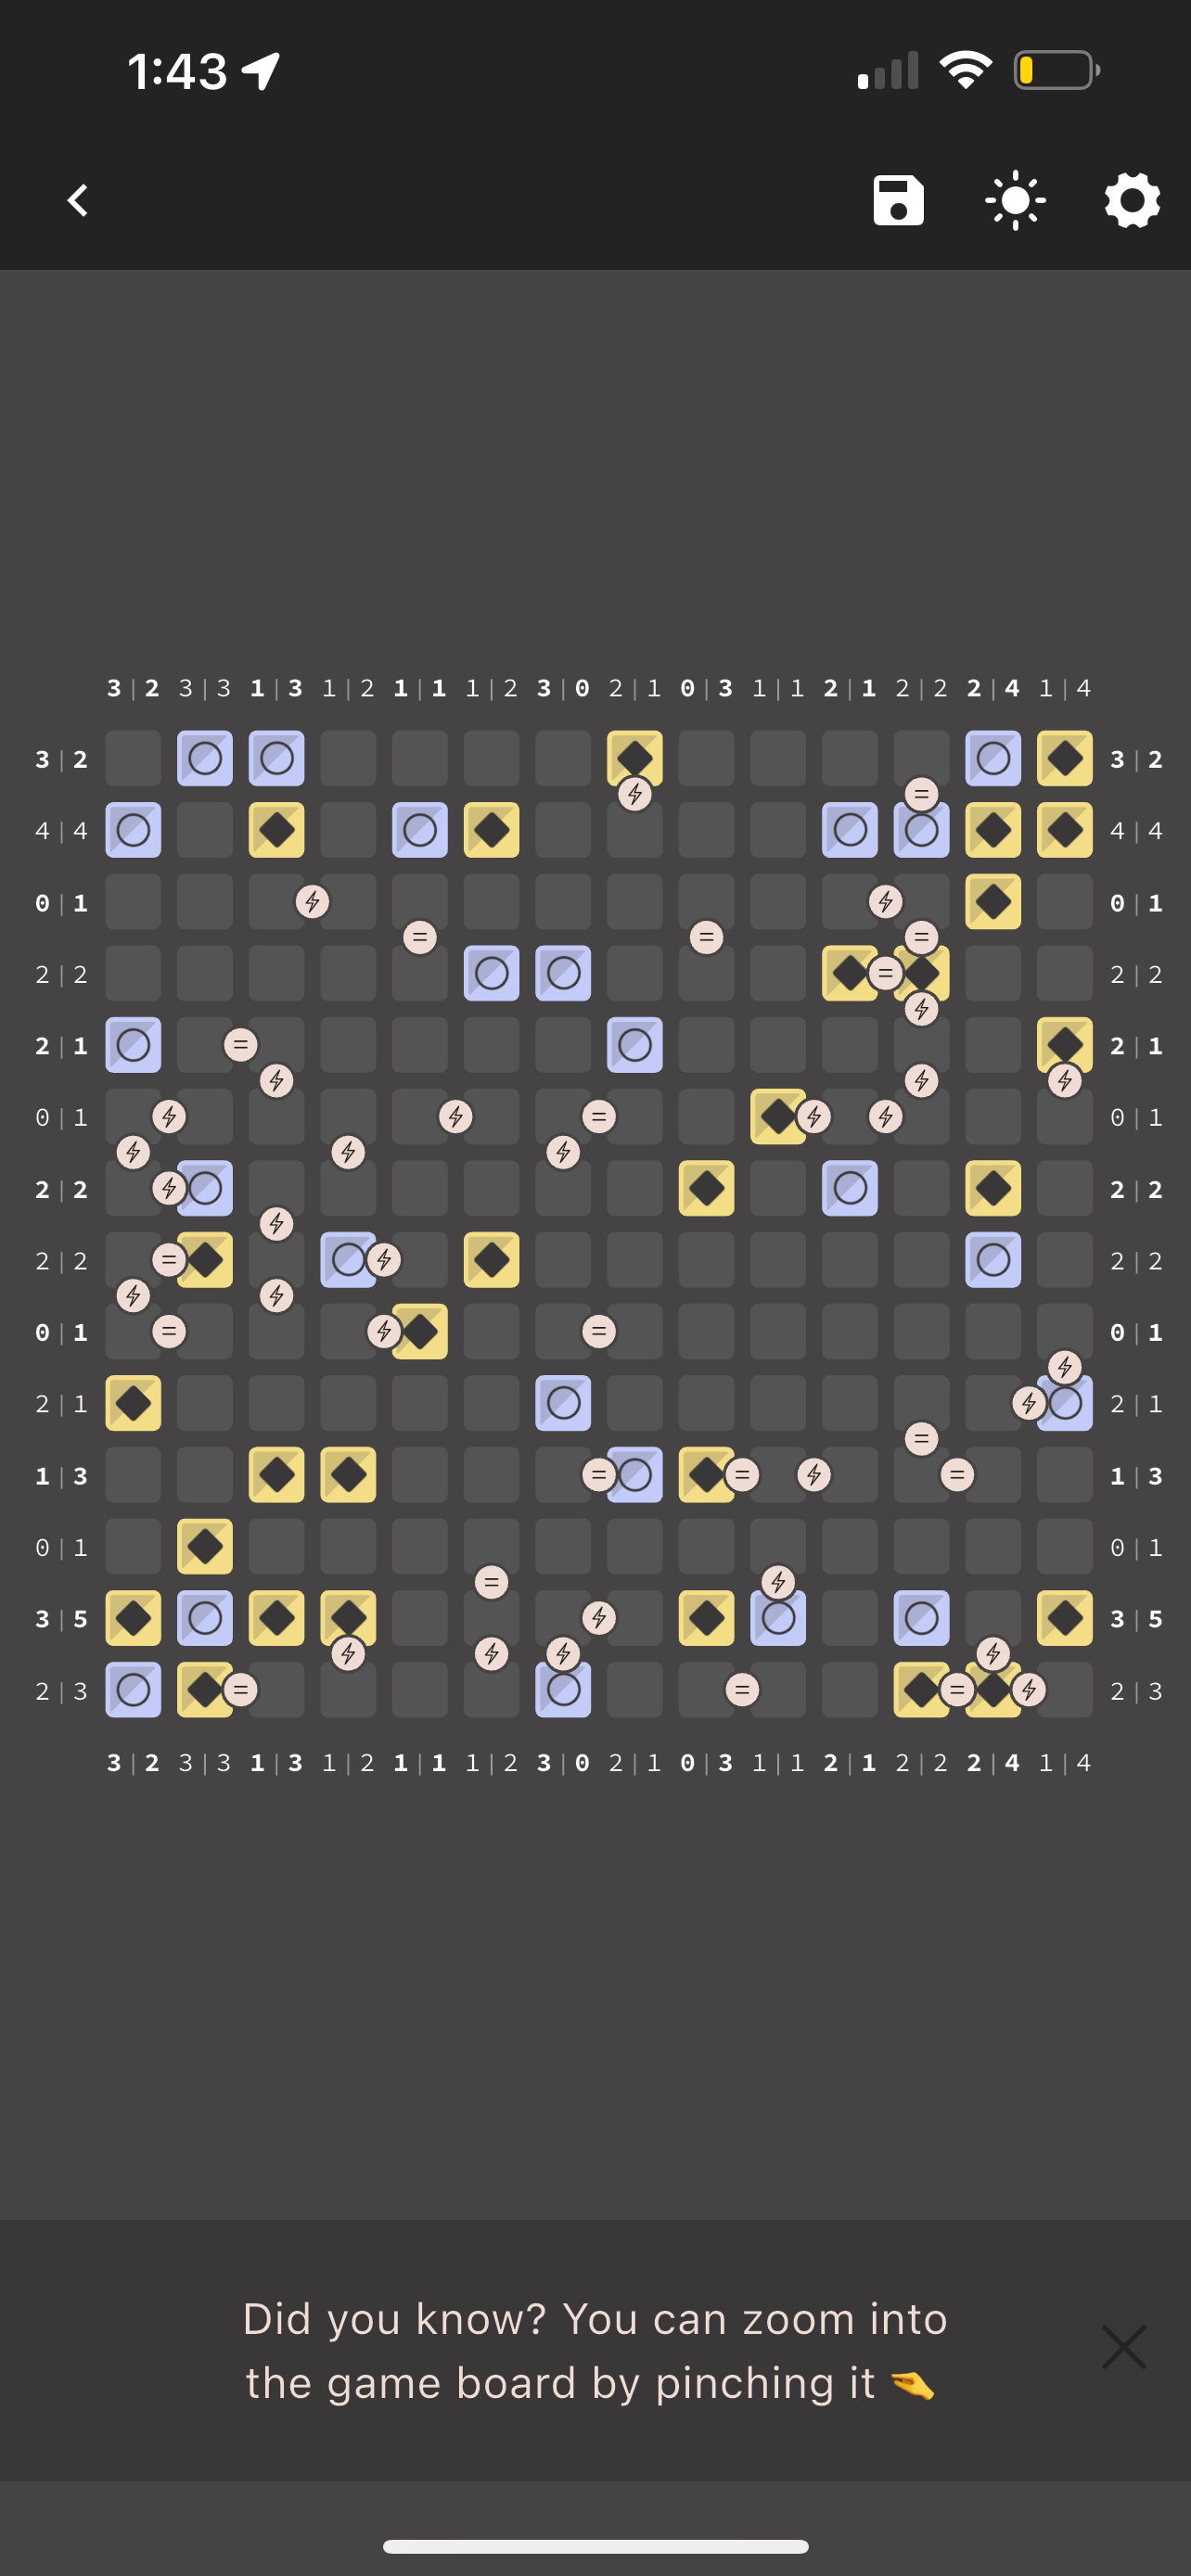 1:43
3|2 3|3 1|3 1|2 1|1 1|2 3|0 2|1 0|3 1|1 2|1 2|2 2|4 1|4
3|2 3|2
= 
4|4 4|4
0|1 0|1
= = =
2|2 = 2|2
2|1 = 2|1
0|1 = 0|1
2|2 2|2
2|2 = 2|2
0|1 = = 0|1
2|1 2|1
=
1|3 = = = 1|3
0|1 0|1
=
3|5 3|5
2|3 = = = 2|3
3|2 3|3 1|3 1|2 1|1 1|2 3|0 2|1 0|3 1|1 2|1 2|2 2|4 1|4
Did you know? You can zoom into
the game board by pinching it 🤏